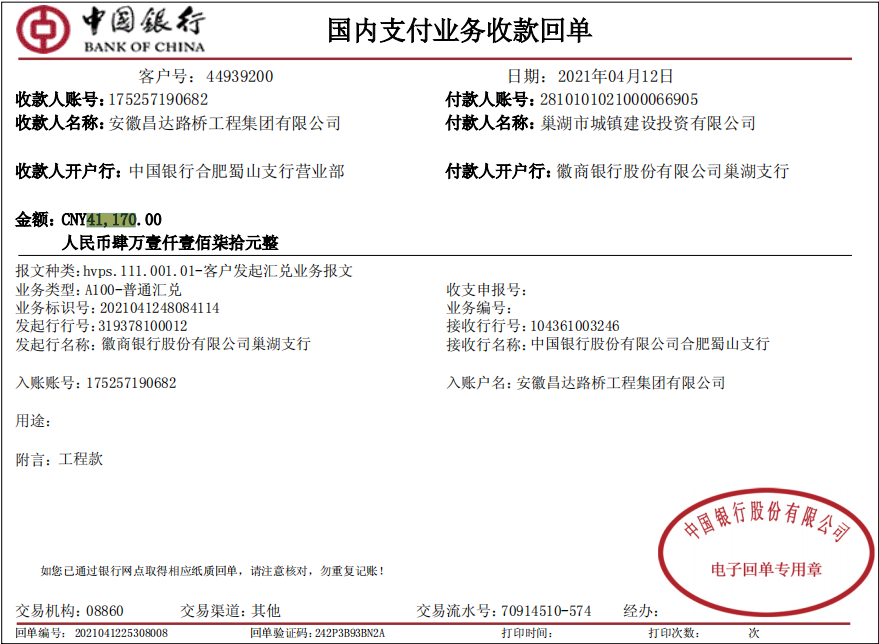 中国银行
BANK OF CHINA
国内支付业务收款回单
客户号：44939200 日期：2021年04月12日
收款人账号：175257190682 付款人账号：2810101021000066905
收款人名称：安徽昌达路桥工程集团有限公司 付款人名称：巢湖市城镇建设投资有限公司
收款人开户行：中国银行合肥蜀山支行营业部 付款人开户行：徽商银行股份有限公司巢湖支行
金额：CNY41,170.00
人民币肆万壹仟壹佰柒拾元整
报文种类：hvps.111.001.01-客户发起汇兑业务报文
业务类型：A100-普通汇兑 收支申报号：
业务标识号：2021041248084114 业务编号：
发起行行号：319378100012 接收行行号：104361003246
发起行名称：徽商银行股份有限公司巢湖支行 接收行名称：中国银行股份有限公司合肥蜀山支行
入账账号：175257190682 入账户名：安徽昌达路桥工程集团有限公司
用途：
附言：工程款
中国银行股份有限公司
电子回单专用章
如您已通过银行网点取得相应纸质回单，请注意核对，勿重复记账！
交易机构：08860 交易渠道：其他 交易流水号：70914510-574 经办：
回单编号：2021041225308008 回单验证码：242P3B93BN2A 打印时间： 打印次数： 次